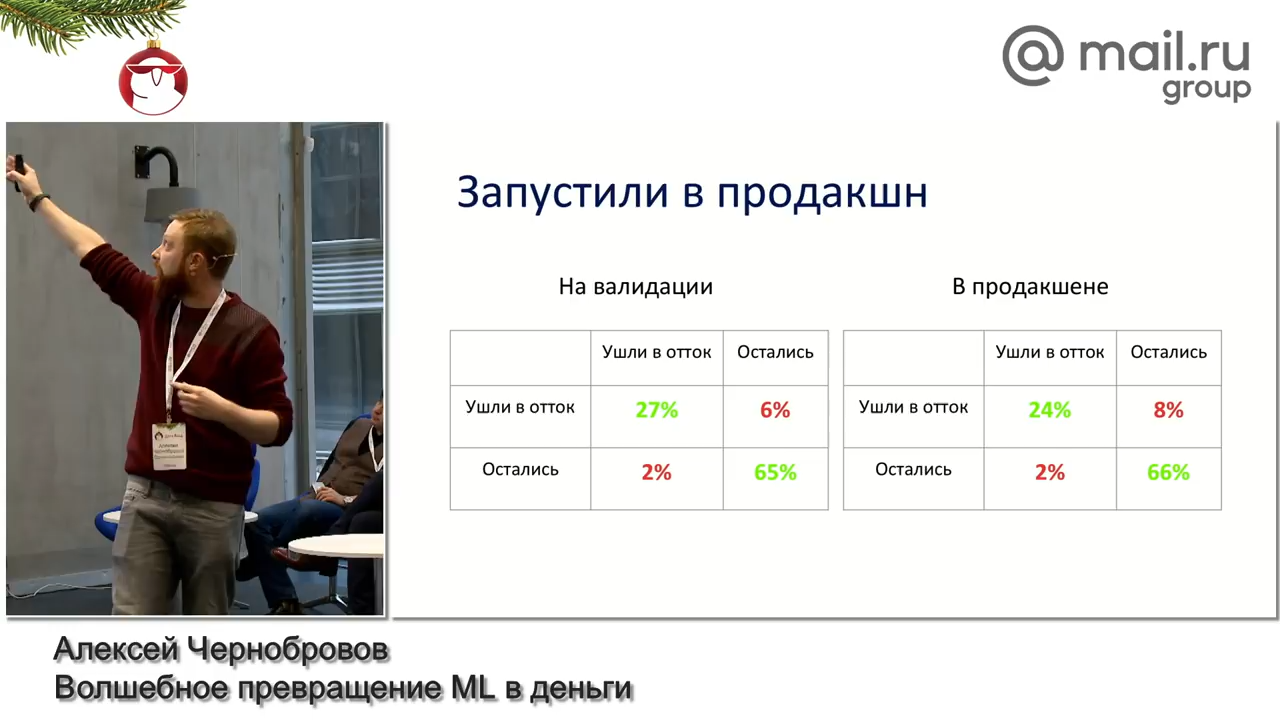 @mail.ru
group
Запустили в продакшн
На валидации
Ушли в отток Остались
Ушли в отток 27% 6%
Остались 2% 65%
В продакшене
Ушли в отток Остались
Ушли в отток 24% 8%
Остались 2% 66%
Алексей Чернобровов
Волшебное превращение ML в деньги